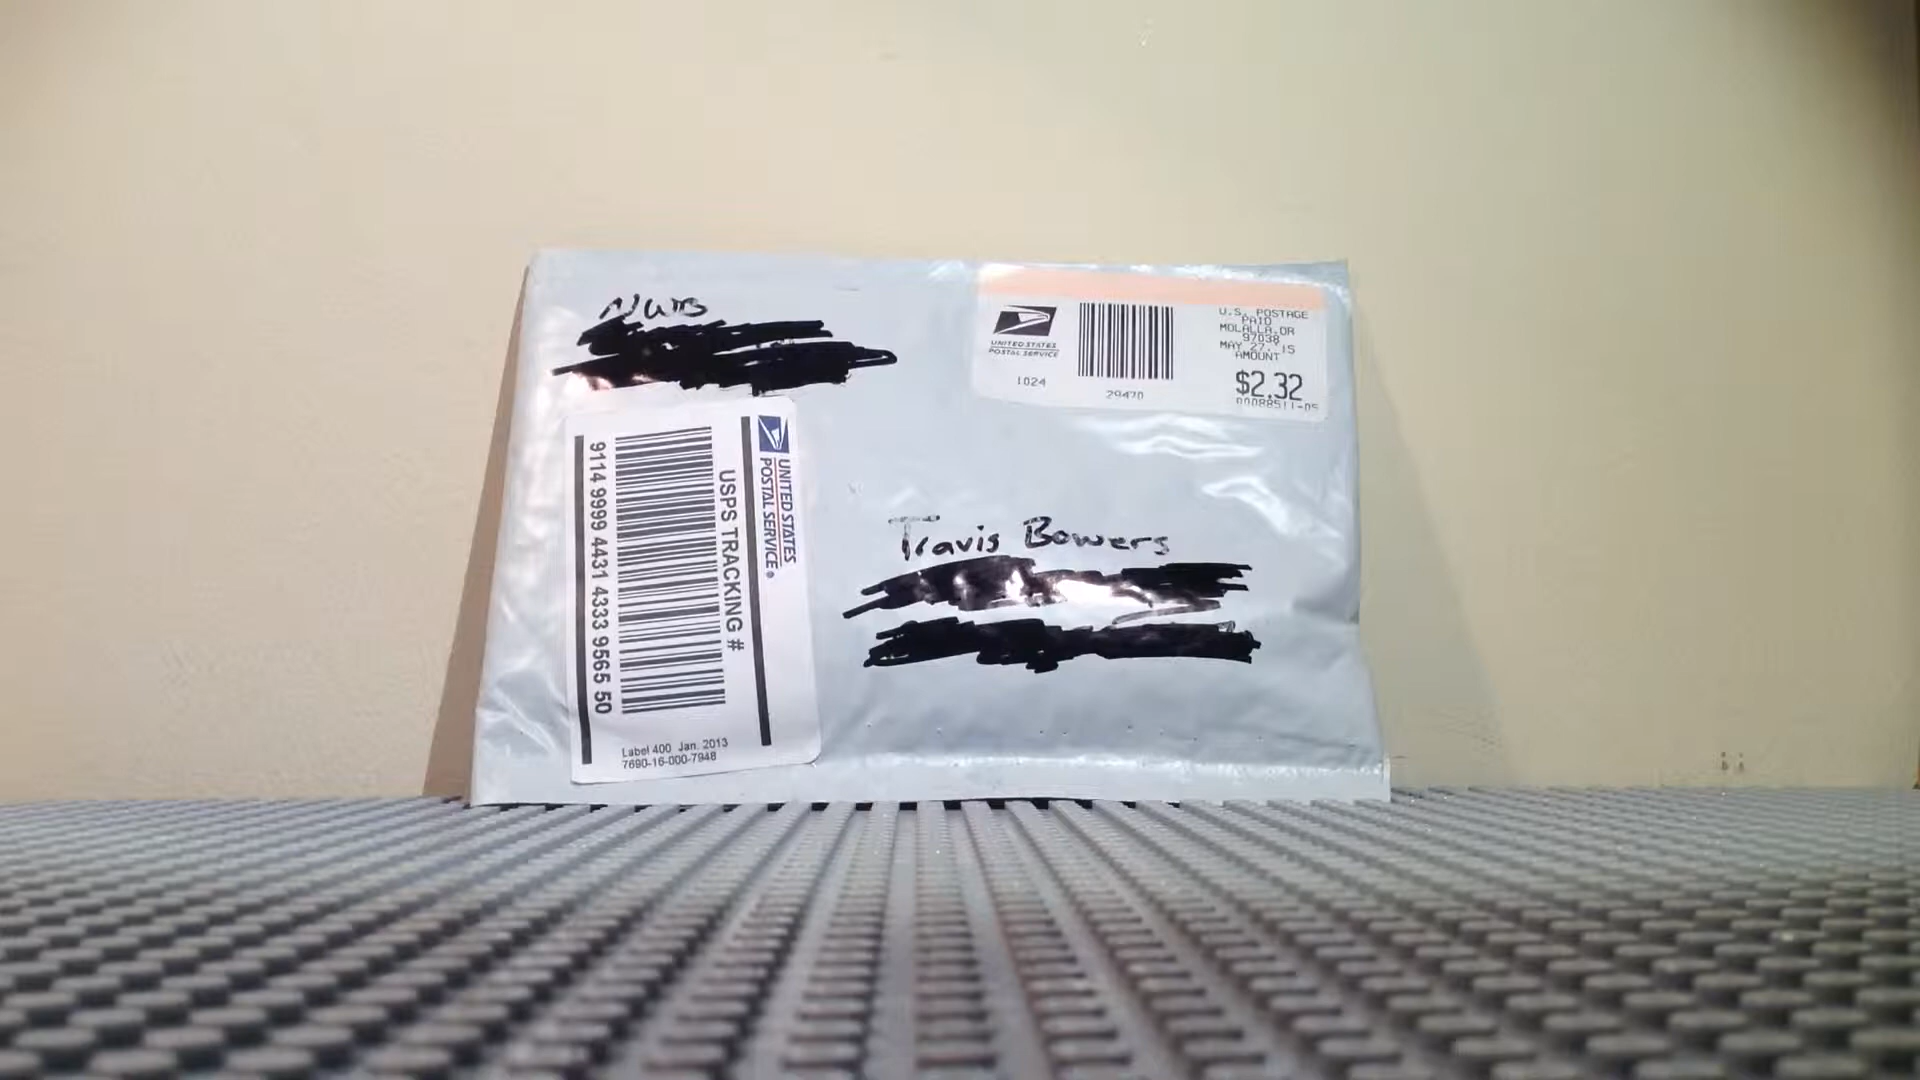 NWB
UNITED STATES
POSTAL SERVICE
1024
29470
U.S. POSTAGE
PAID
MOLALLA,OR
97038
MAY 27, 15
AMOUNT
$2.32
00088511-05
UNITED STATES
POSTAL SERVICE®
USPS TRACKING #
9114 9999 4431 4333 9565 50
Label 400 Jan. 2013
7690-16-000-7948
Travis Bowers